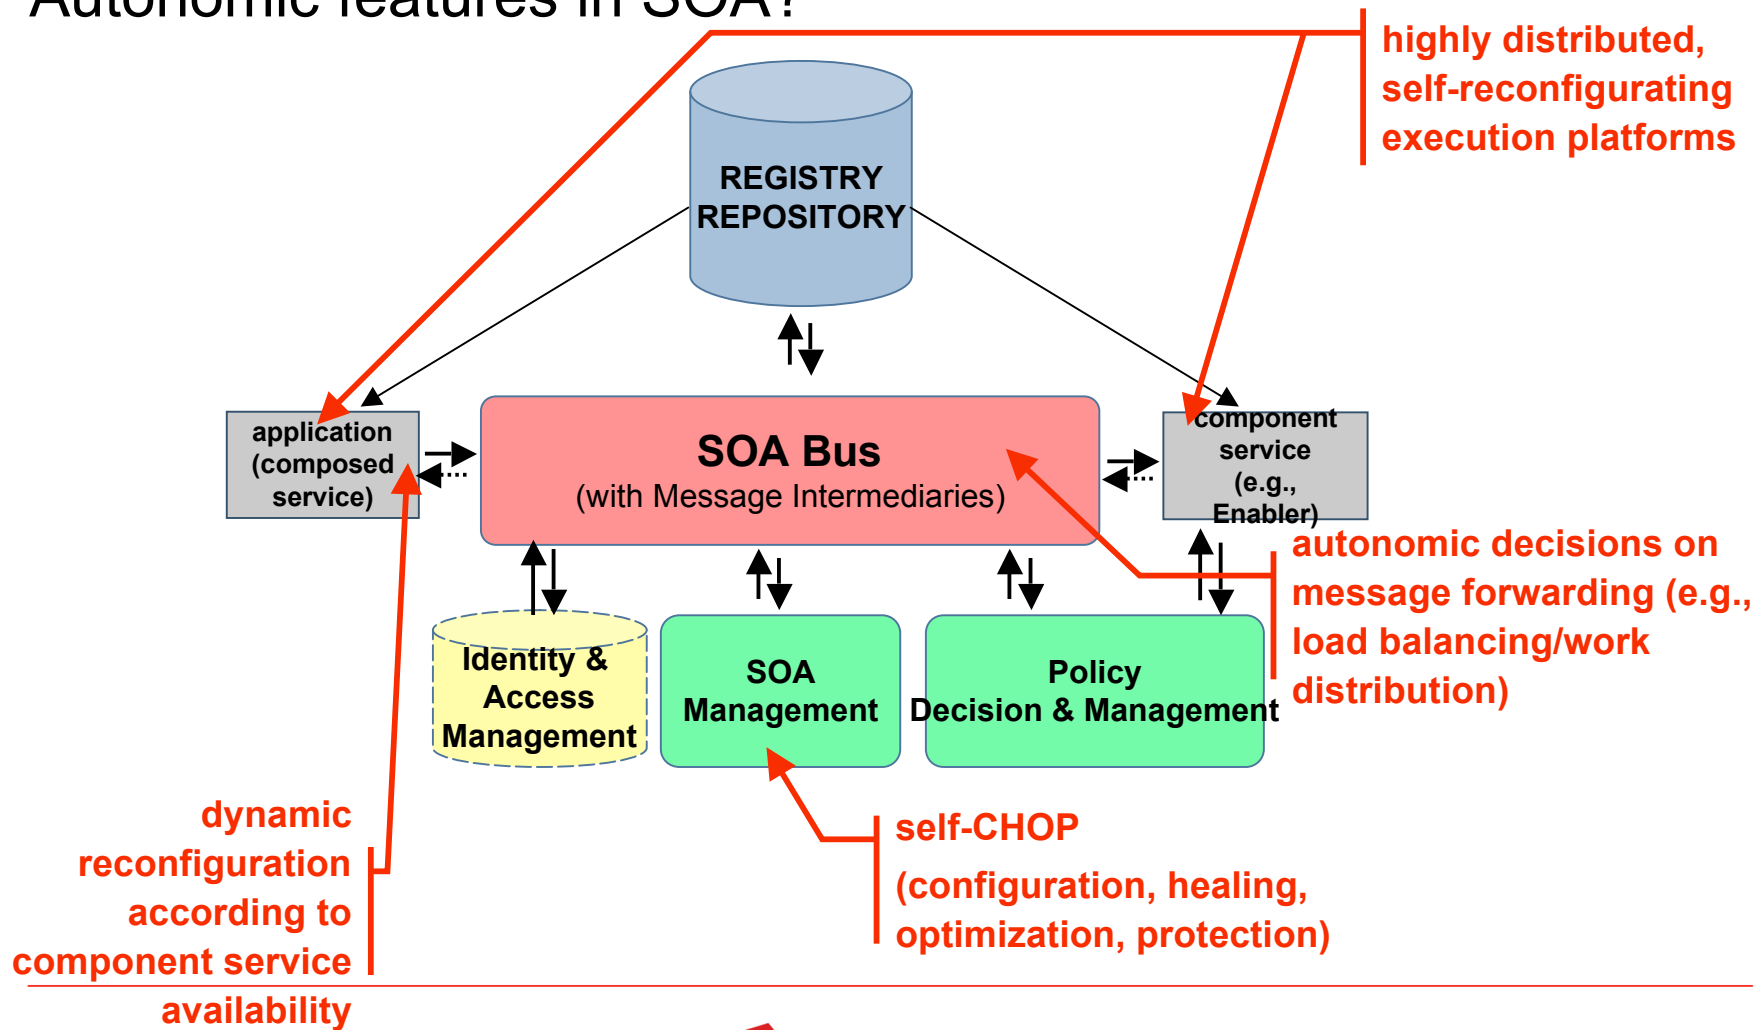 Autonomic features in SOA?
highly distributed,
self-reconfigurating
execution platforms
REGISTRY
REPOSITORY
application
(composed
service)
SOA Bus
(with Message Intermediaries)
component
service
(e.g.,
Enabler)
autonomic decisions on
message forwarding (e.g.,
load balancing/work
distribution)
Identity &
Access
Management
SOA
Management
Policy
Decision & Management
dynamic
reconfiguration
according to
component service
availability
self-CHOP
(configuration, healing,
optimization, protection)